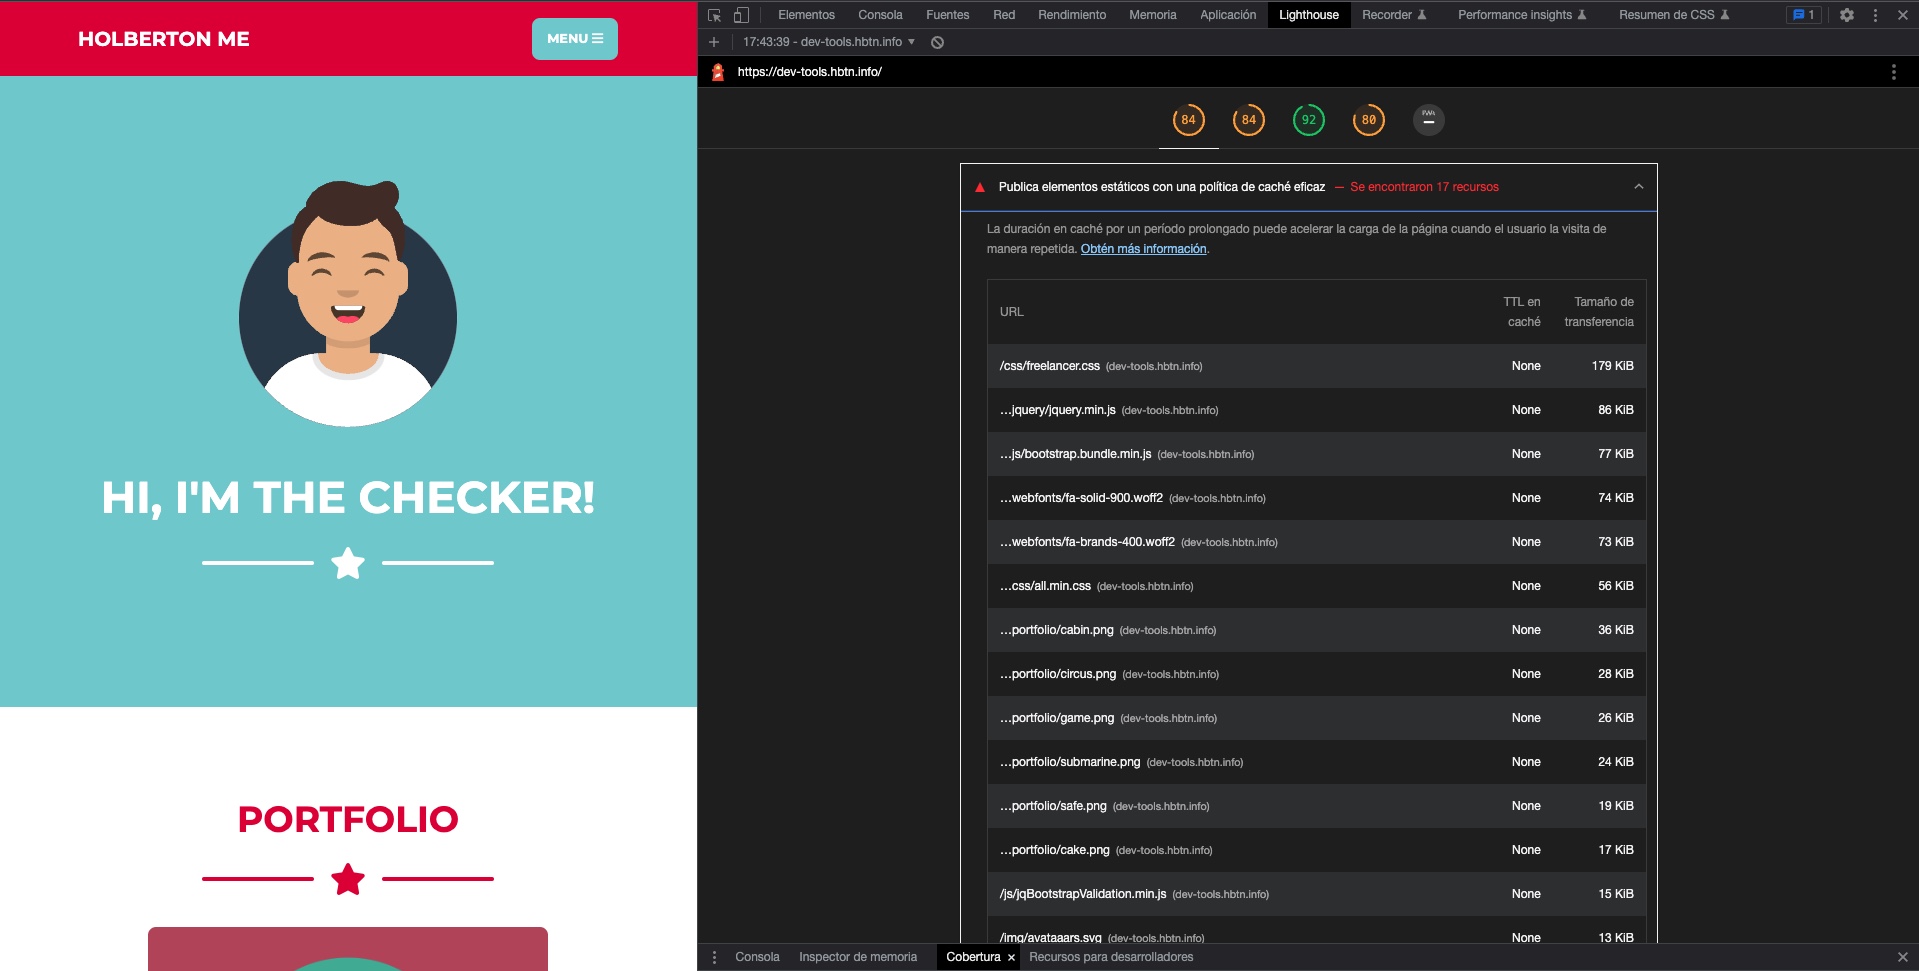 HOLBERTON ME
MENU
HI, I'M THE CHECKER!
PORTFOLIO
Elementos Consola Fuentes Red Rendimiento Memoria Aplicación Lighthouse Recorder Performance insights Resumen de CSS 1
17:43:39 - dev-tools.hbtn.info
https://dev-tools.hbtn.info/
84 84 92 80 PWA
Publica elementos estáticos con una política de caché eficaz — Se encontraron 17 recursos
La duración en caché por un período prolongado puede acelerar la carga de la página cuando el usuario la visita de
manera repetida. Obtén más información.
URL TTL en caché Tamaño de transferencia
/css/freelancer.css (dev-tools.hbtn.info) None 179 KiB
…jquery/jquery.min.js (dev-tools.hbtn.info) None 86 KiB
…js/bootstrap.bundle.min.js (dev-tools.hbtn.info) None 77 KiB
…webfonts/fa-solid-900.woff2 (dev-tools.hbtn.info) None 74 KiB
…webfonts/fa-brands-400.woff2 (dev-tools.hbtn.info) None 73 KiB
…css/all.min.css (dev-tools.hbtn.info) None 56 KiB
…portfolio/cabin.png (dev-tools.hbtn.info) None 36 KiB
…portfolio/circus.png (dev-tools.hbtn.info) None 28 KiB
…portfolio/game.png (dev-tools.hbtn.info) None 26 KiB
…portfolio/submarine.png (dev-tools.hbtn.info) None 24 KiB
…portfolio/safe.png (dev-tools.hbtn.info) None 19 KiB
…portfolio/cake.png (dev-tools.hbtn.info) None 17 KiB
/js/jqBootstrapValidation.min.js (dev-tools.hbtn.info) None 15 KiB
/img/avataaars.svg (dev-tools.hbtn.info) None 13 KiB
Consola Inspector de memoria Cobertura Recursos para desarrolladores